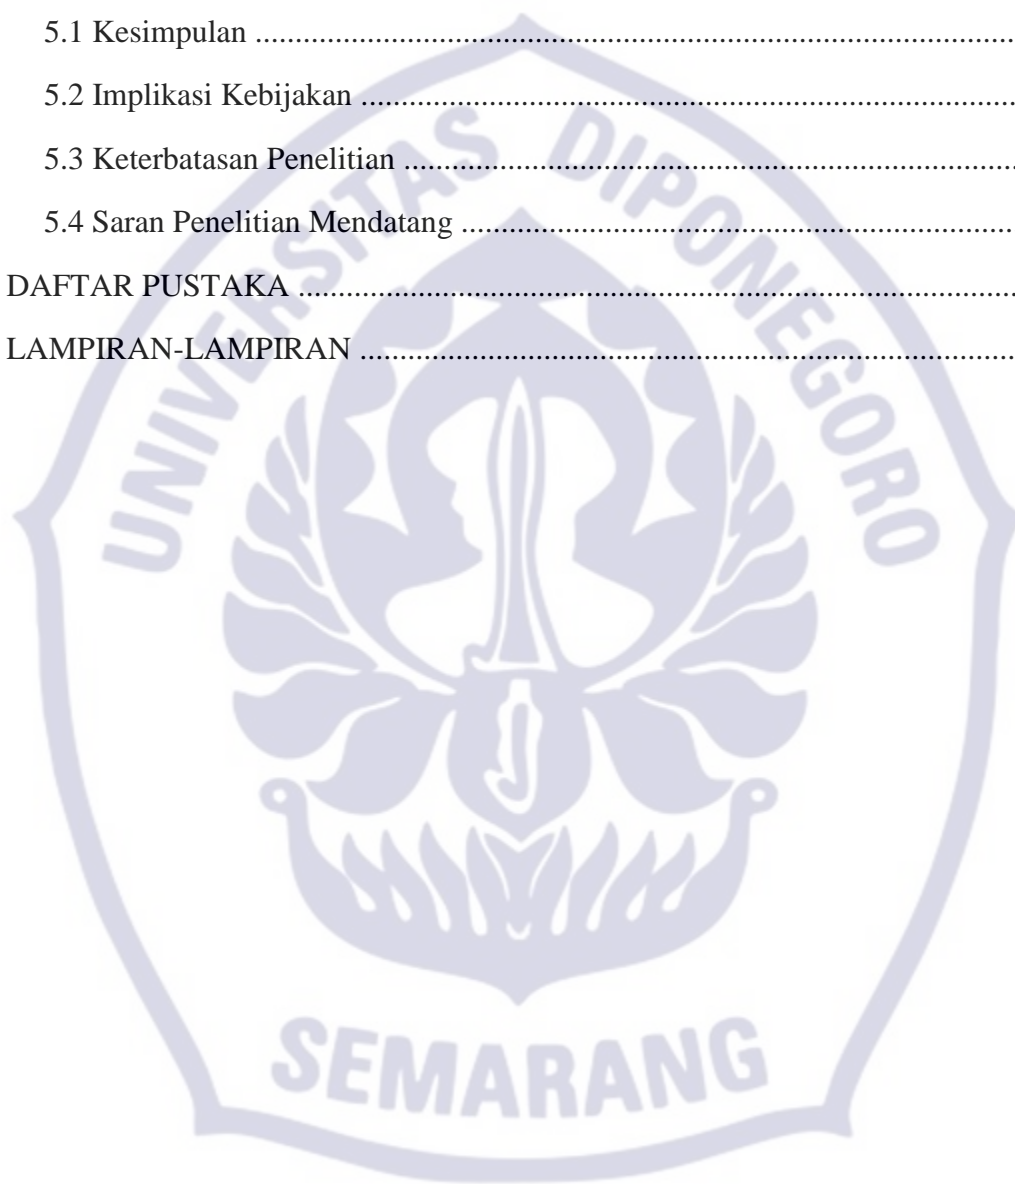 5.1 Kesimpulan ................................................................................................
5.2 Implikasi Kebijakan ..................................................................................
5.3 Keterbatasan Penelitian .............................................................................
5.4 Saran Penelitian Mendatang ......................................................................
DAFTAR PUSTAKA ..........................................................................................
LAMPIRAN-LAMPIRAN ..................................................................................
UNIVERSITAS DIPONEGORO
SEMARANG